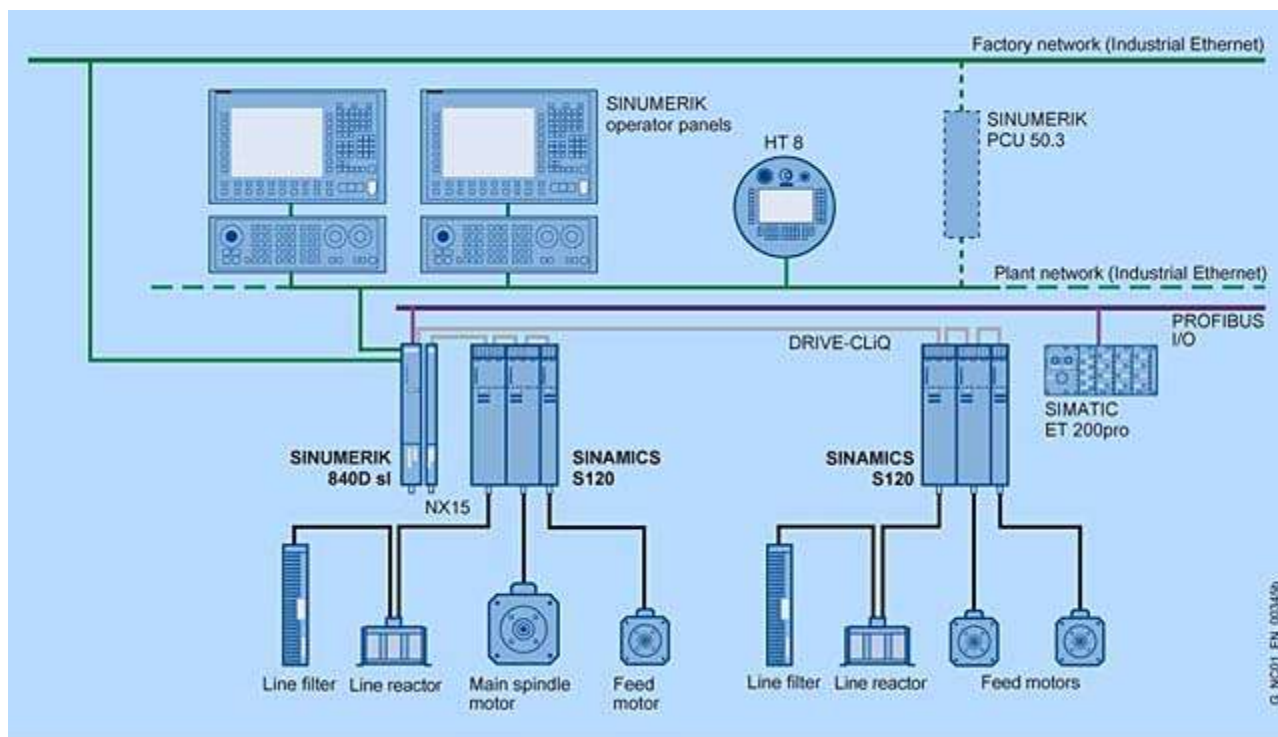 Factory network (Industrial Ethernet)
SINUMERIK
operator panels
HT 8
SINUMERIK
PCU 50.3
Plant network (Industrial Ethernet)
PROFIBUS
I/O
DRIVE-CLiQ
SIMATIC
ET 200pro
SINUMERIK
840D sl
NX15
SINAMICS
S120
SINAMICS
S120
Line filter
Line reactor
Main spindle
motor
Feed
motor
Line filter
Line reactor
Feed motors
G_NC01_EN_00345b